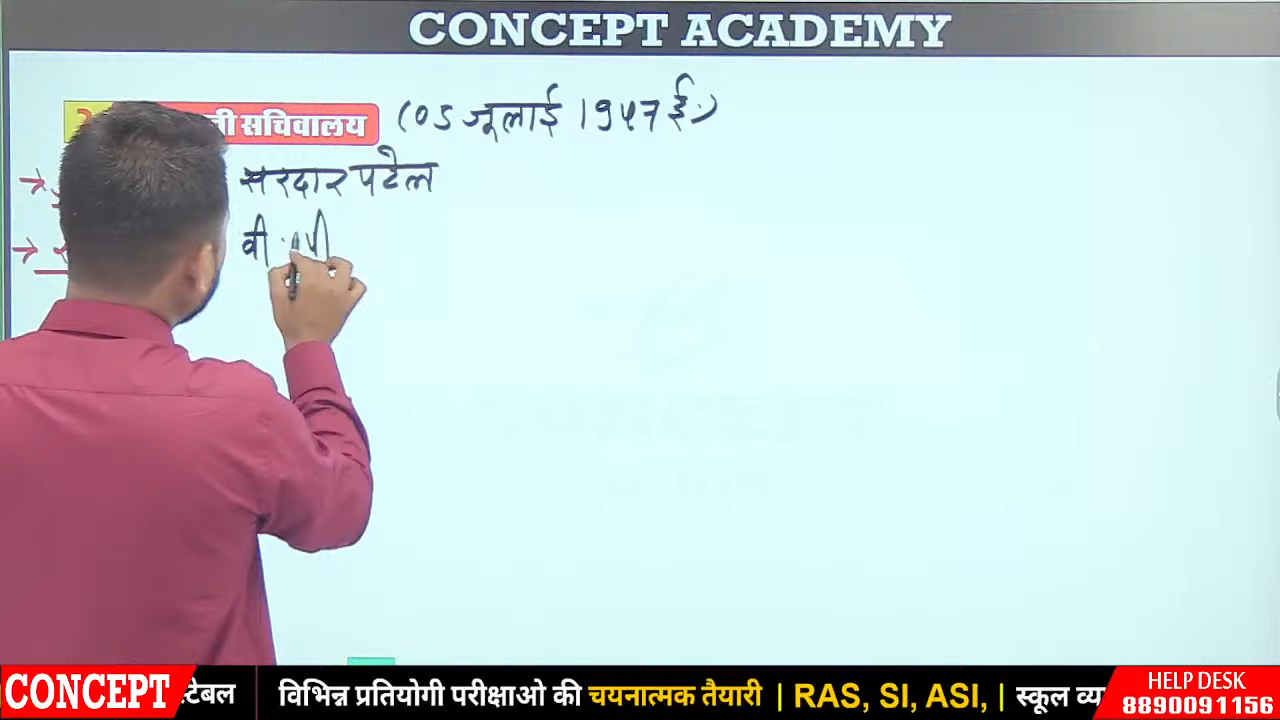 CONCEPT ACADEMY
सचिवालय (05 जूलाई 1947 ई.)
सरदार पटेल
वी. पी
CONCEPT विभिन्न प्रतियोगी परीक्षाओ की चयनात्मक तैयारी | RAS, SI, ASI, | स्कूल HELP DESK
8890091156